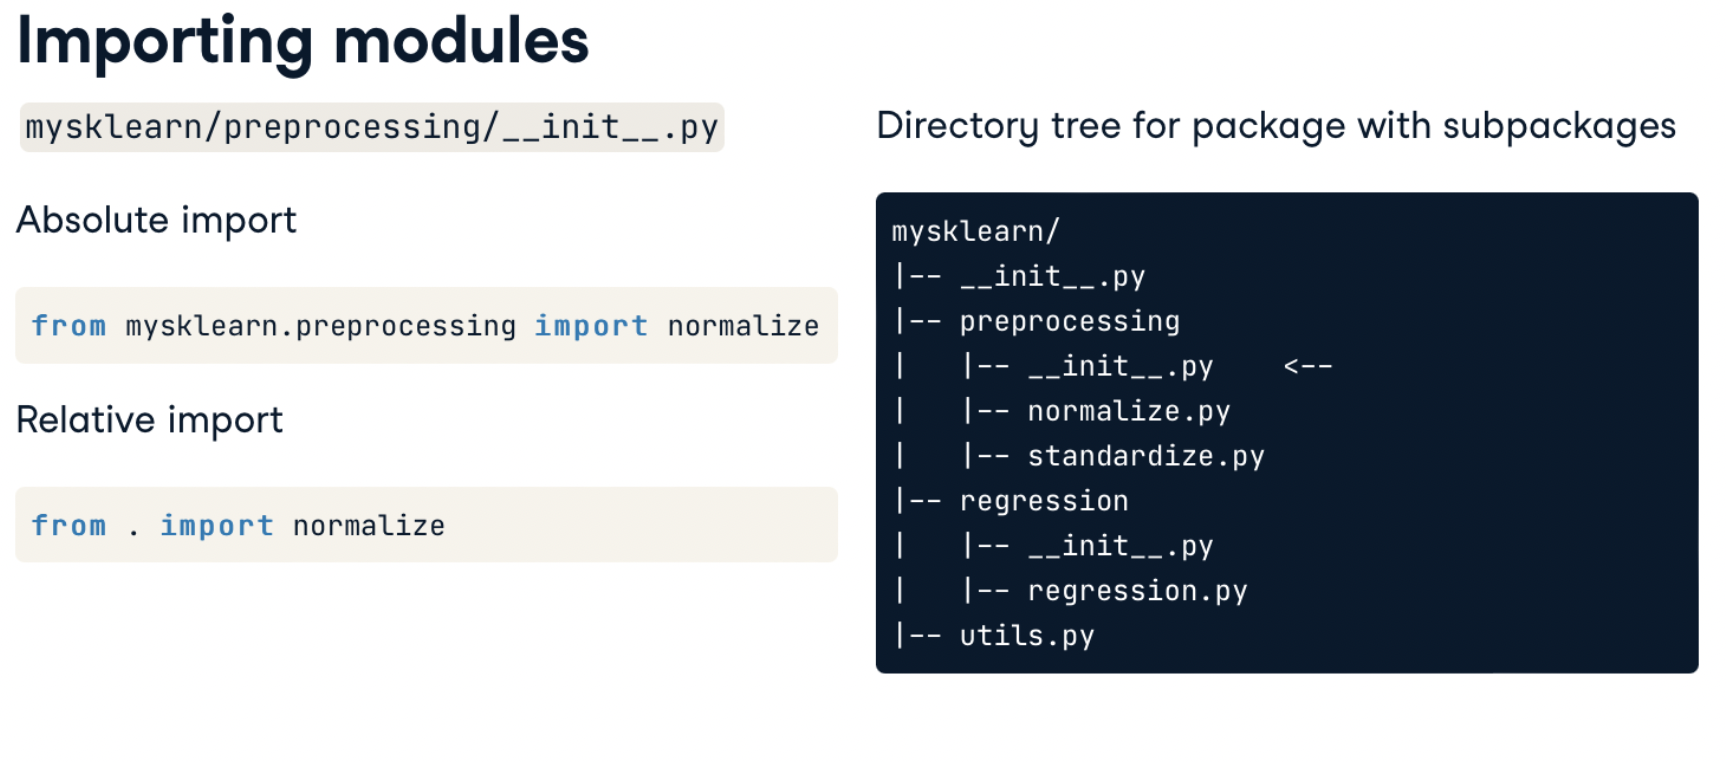 Importing modules
mysklearn/preprocessing/__init__.py
Absolute import
from mysklearn.preprocessing import normalize
Relative import
from . import normalize
Directory tree for package with subpackages
mysklearn/
|-- __init__.py
|-- preprocessing
|   |-- __init__.py    <--
|   |-- normalize.py
|   |-- standardize.py
|-- regression
|   |-- __init__.py
|   |-- regression.py
|-- utils.py